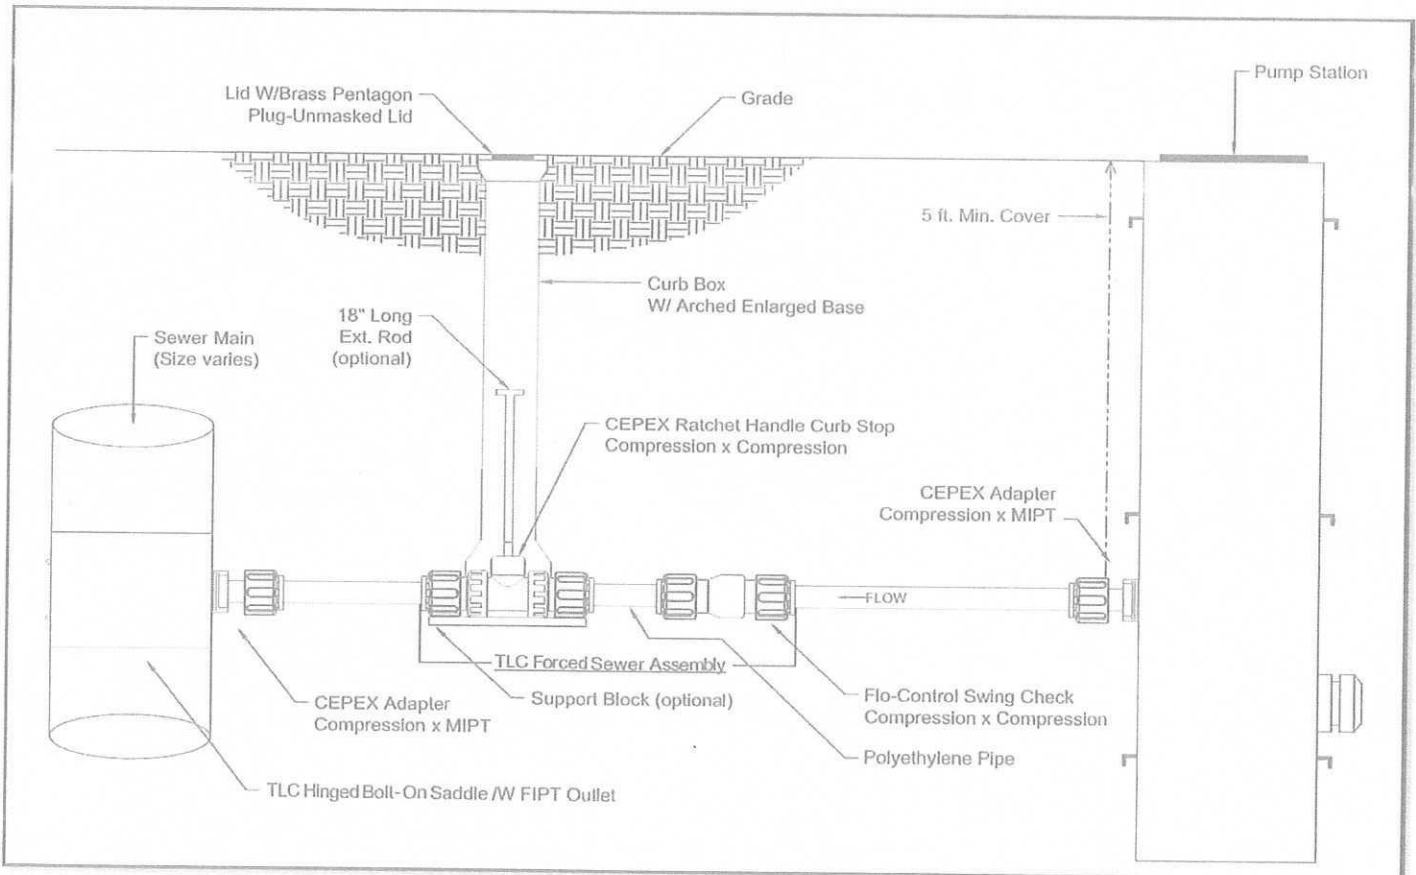 Pump Station
Lid W/Brass Pentagon
Plug-Unmasked Lid
Grade
5 ft. Min. Cover
Curb Box
W/ Arched Enlarged Base
18" Long
Ext. Rod
(optional)
Sewer Main
(Size varies)
CEPEX Ratchet Handle Curb Stop
Compression x Compression
CEPEX Adapter
Compression x MIPT
FLOW
TLC Forced Sewer Assembly
CEPEX Adapter
Compression x MIPT
Support Block (optional)
Flo-Control Swing Check
Compression x Compression
Polyethylene Pipe
TLC Hinged Bolt-On Saddle /W FIPT Outlet